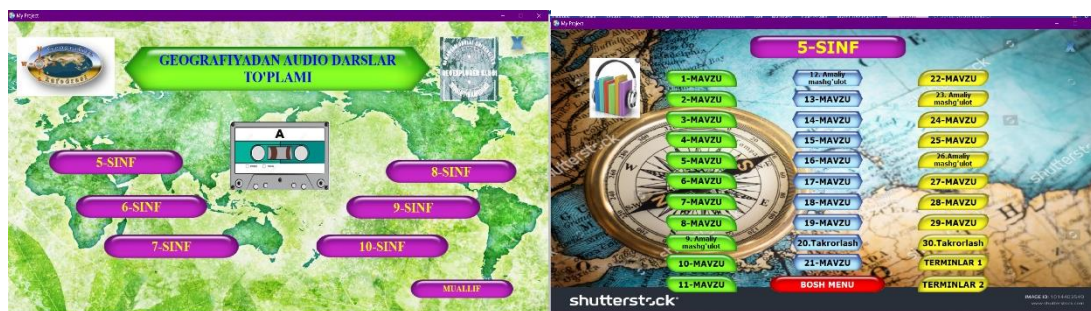 My Project
GEOGRAFIYADAN AUDIO DARSLAR
TO'PLAMI
A
5-SINF
6-SINF
7-SINF
8-SINF
9-SINF
10-SINF
MUALLIF
My Project
5-SINF
1-MAVZU
2-MAVZU
3-MAVZU
4-MAVZU
5-MAVZU
6-MAVZU
7-MAVZU
8-MAVZU
9. Amaliy
mashg'ulot
10-MAVZU
11-MAVZU
12. Amaliy
mashg'ulot
13-MAVZU
14-MAVZU
15-MAVZU
16-MAVZU
17-MAVZU
18-MAVZU
19-MAVZU
20.Takrorlash
21-MAVZU
BOSH MENU
22-MAVZU
23. Amaliy
mashg'ulot
24-MAVZU
25-MAVZU
26.Amaliy
mashg'ulot
27-MAVZU
28-MAVZU
29-MAVZU
30.Takrorlash
TERMINLAR 1
TERMINLAR 2
shutterstock
www.shutterstock.com